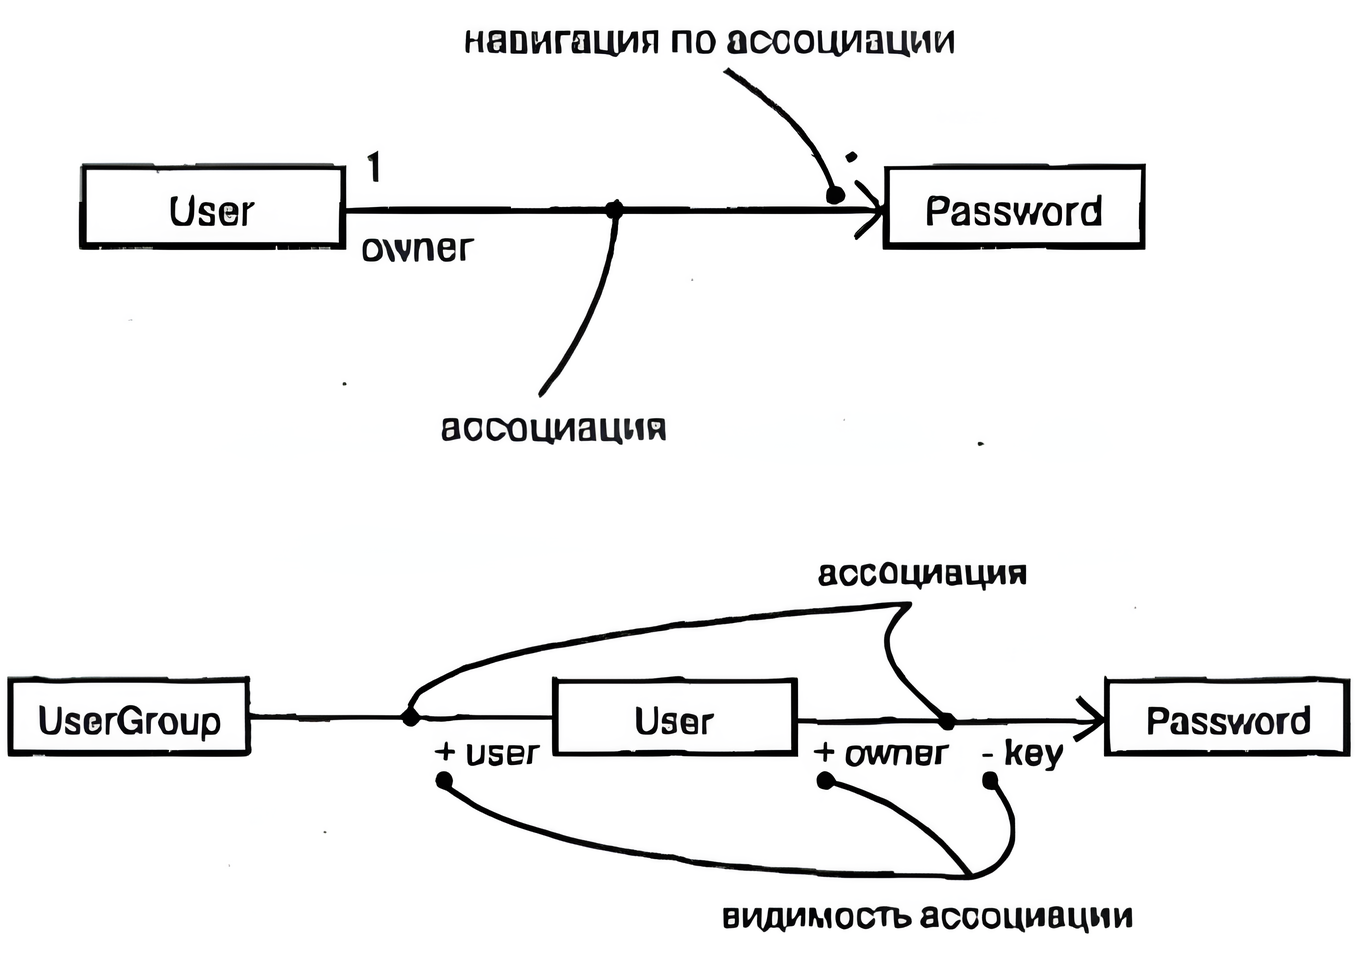 навигация по ассоциации
1
User
Password
owner
ассоциация
ассоциация
UserGroup
User
Password
+ user
+ owner
- key
видимость ассоциации